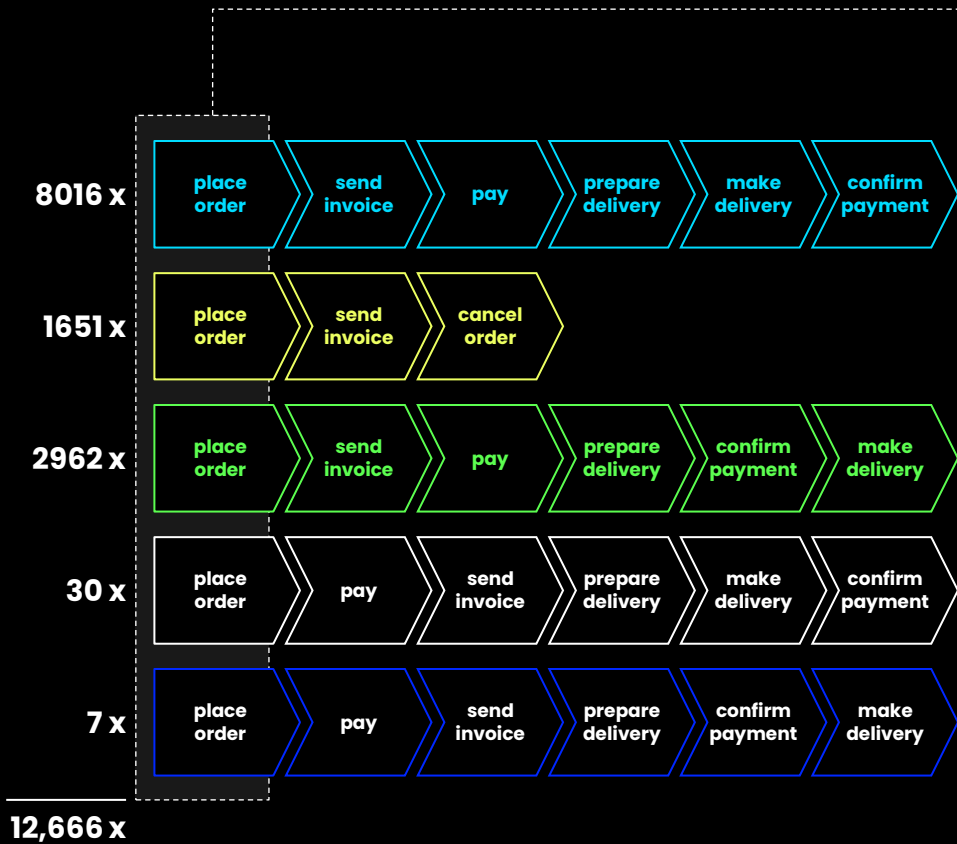 8016 x
place
order
send
invoice
pay
prepare
delivery
make
delivery
confirm
payment
1651 x
place
order
send
invoice
cancel
order
2962 x
place
order
send
invoice
pay
prepare
delivery
confirm
payment
make
delivery
30 x
place
order
pay
send
invoice
prepare
delivery
make
delivery
confirm
payment
7 x
place
order
pay
send
invoice
prepare
delivery
confirm
payment
make
delivery
12,666 x